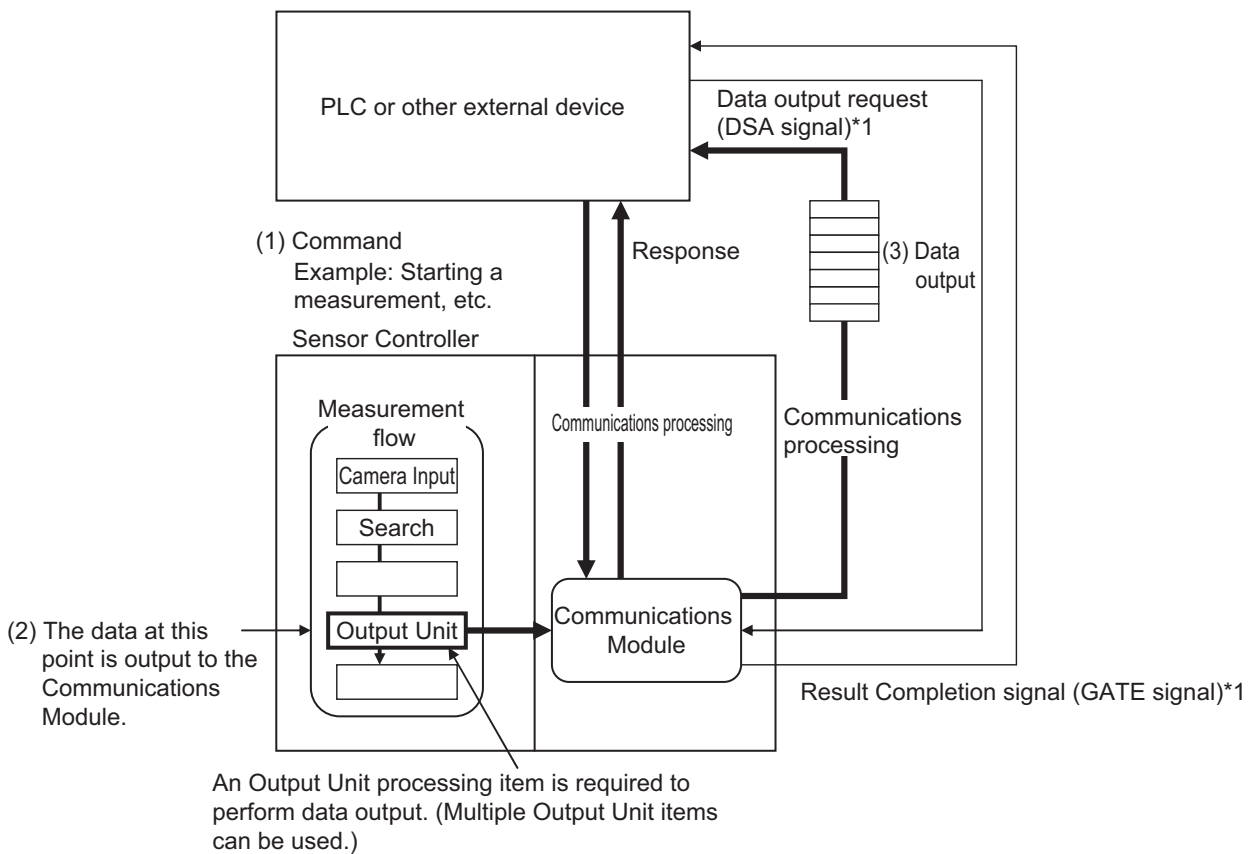 PLC or other external device
Data output request
(DSA signal)*1
(1) Command
Example: Starting a
measurement, etc.
Response
(3) Data
output
Sensor Controller
Measurement
flow
Communications processing
Communications
processing
Camera Input
Search
(2) The data at this
point is output to the
Communications
Module.
Output Unit
Communications
Module
Result Completion signal (GATE signal)*1
An Output Unit processing item is required to
perform data output. (Multiple Output Unit items
can be used.)